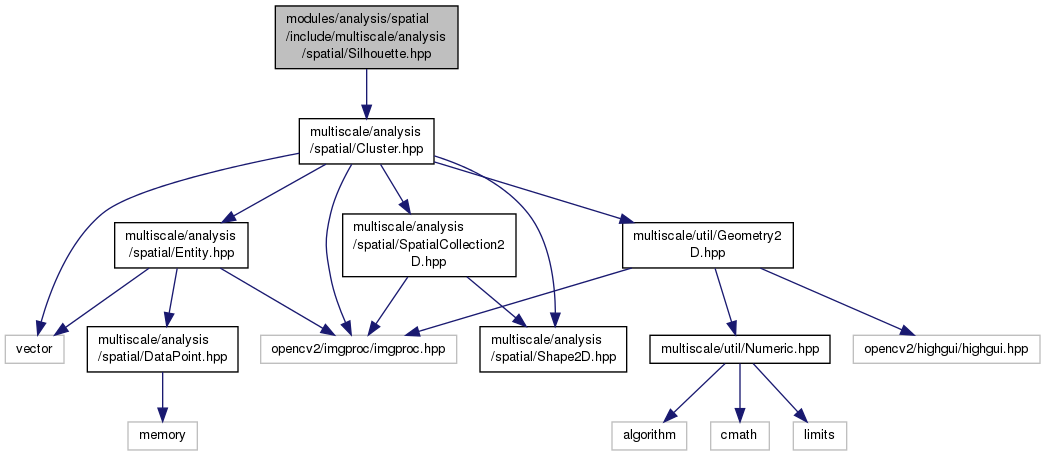 modules/analysis/spatial
/include/multiscale/analysis
/spatial/Silhouette.hpp
multiscale/analysis
/spatial/Cluster.hpp
multiscale/analysis
/spatial/Entity.hpp
multiscale/analysis
/spatial/SpatialCollection2
D.hpp
multiscale/util/Geometry2
D.hpp
vector
multiscale/analysis
/spatial/DataPoint.hpp
opencv2/imgproc/imgproc.hpp
multiscale/analysis
/spatial/Shape2D.hpp
multiscale/util/Numeric.hpp
opencv2/highgui/highgui.hpp
memory
algorithm
cmath
limits